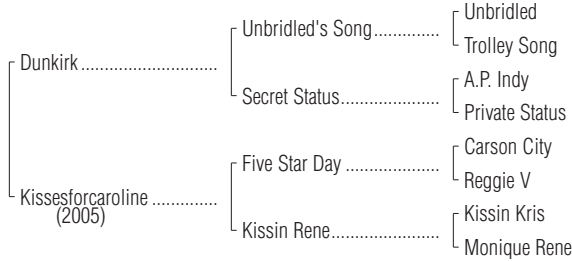 Unbridled
Unbridled's Song..............
Trolley Song
Dunkirk.............................
A.P. Indy
Secret Status....................
Private Status
Carson City
Five Star Day ....................
Reggie V
Kissesforcaroline ..............
(2005)
Kissin Kris
Kissin Rene......................
Monique Rene